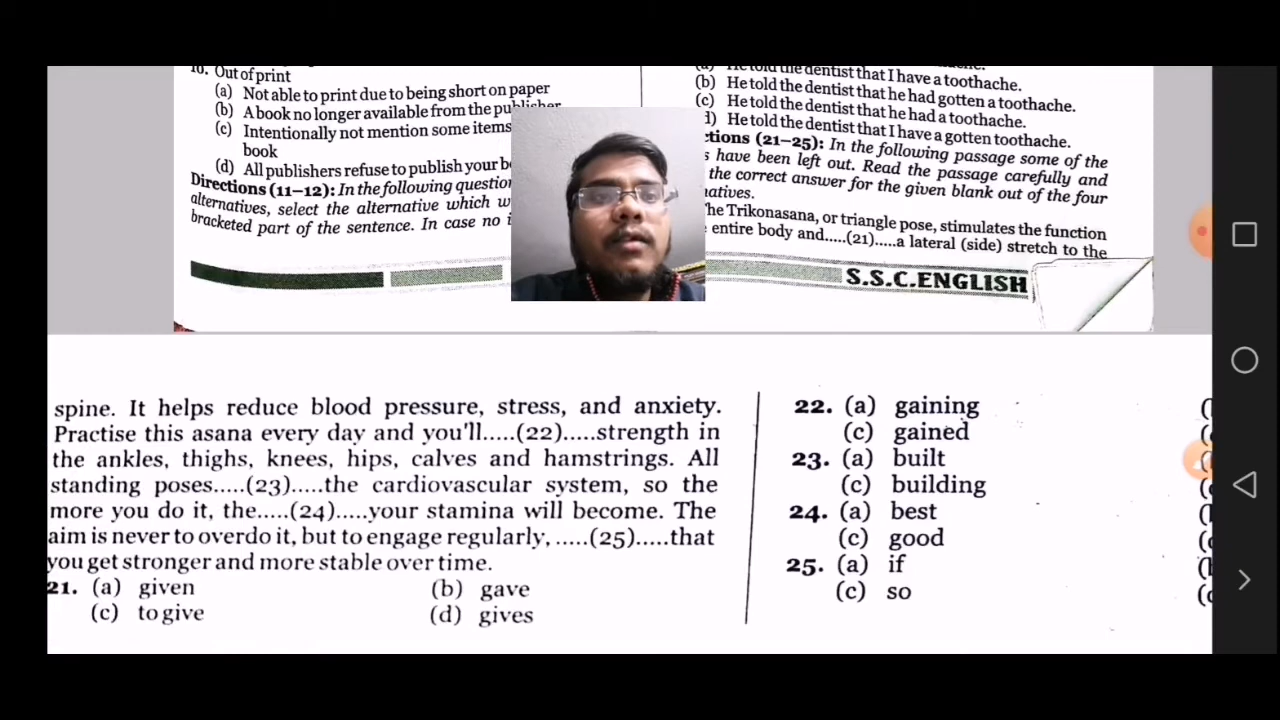 10. Out of print
(a) Not able to print due to being short on paper
(b) A book no longer available from the publisher
(c) Intentionally not mention some items
book
(d) All publishers refuse to publish your
Directions (11–12): In the following
alternatives, select the alternative which
bracketed part of the sentence. In case no
He told the dentist that I have a toothache.
(b) He told the dentist that he had gotten a toothache.
(c) He told the dentist that he had a toothache.
He told the dentist that I have a gotten toothache.
(21–25): In the following passage some of the
have been left out. Read the passage carefully and
the correct answer for the given blank out of the four
The Trikonasana, or triangle pose, stimulates the function
entire body and.....(21).....a lateral (side) stretch to the
S.S.C.ENGLISH
spine. It helps reduce blood pressure, stress, and anxiety.
Practise this asana every day and you'll.....(22).....strength in
the ankles, thighs, knees, hips, calves and hamstrings. All
standing poses.....(23).....the cardiovascular system, so the
more you do it, the.....(24).....your stamina will become. The
aim is never to overdo it, but to engage regularly, .....(25).....that
you get stronger and more stable over time.
21. (a) given (b) gave
(c) to give (d) gives
22. (a) gaining
(c) gained
23. (a) built
(c) building
24. (a) best
(c) good
25. (a) if
(c) so